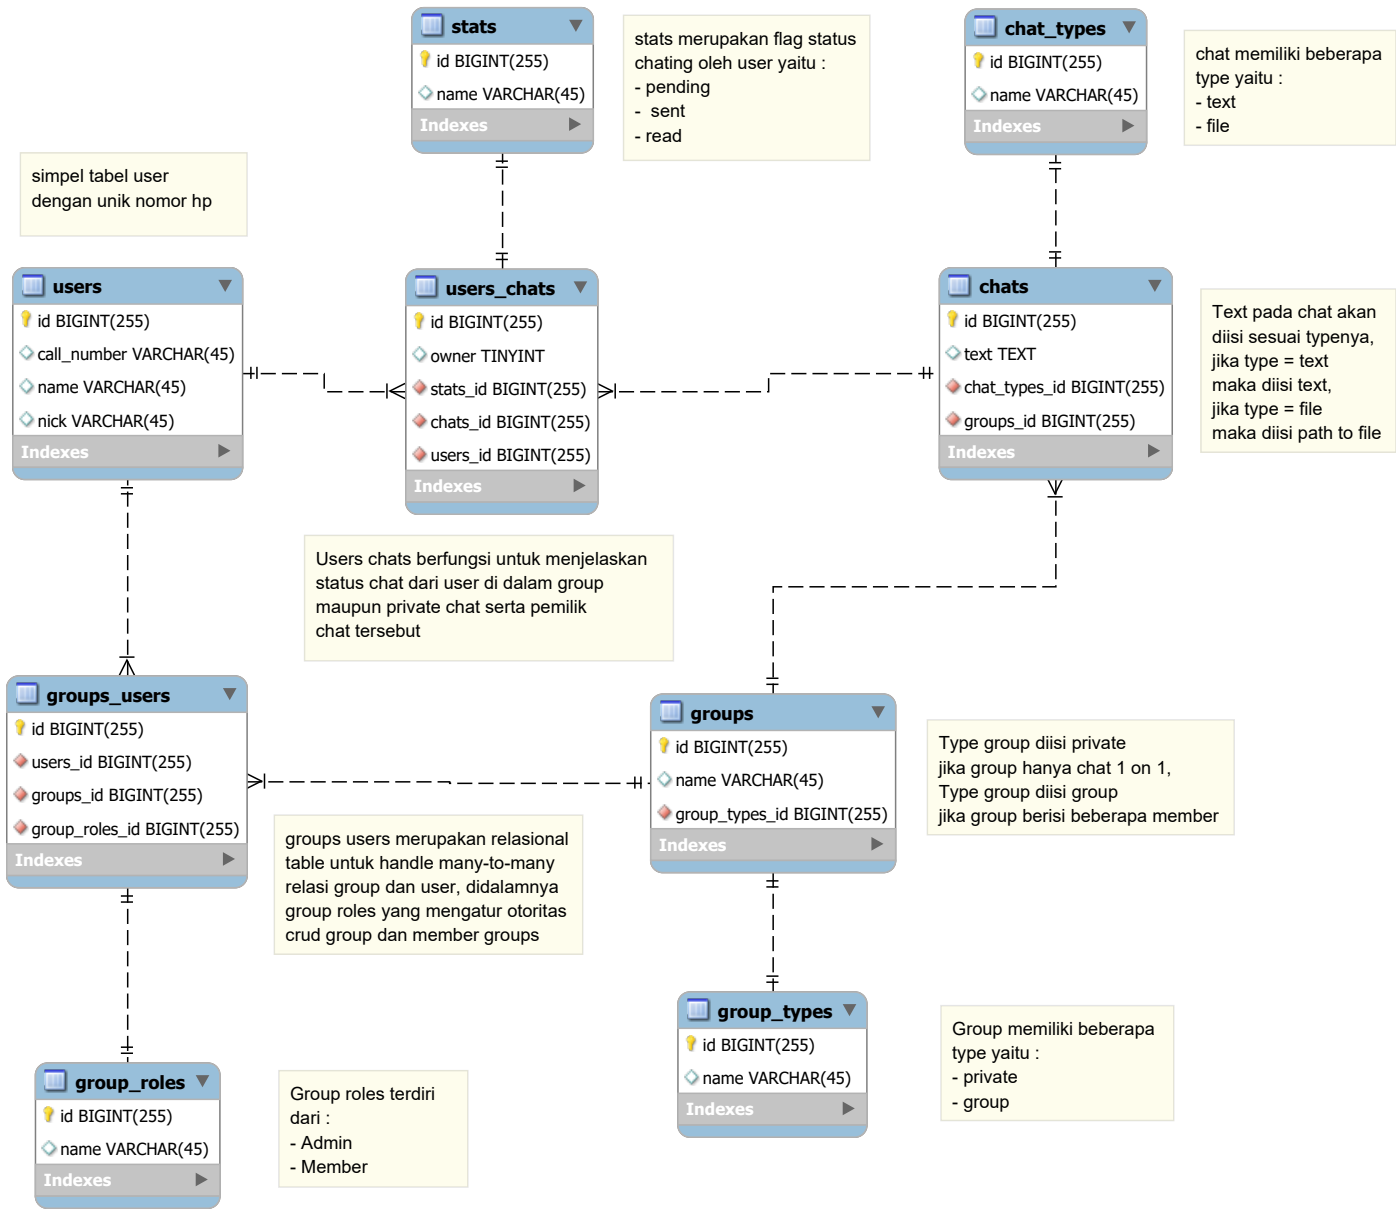 stats
id BIGINT(255)
name VARCHAR(45)
Indexes
stats merupakan flag status
chating oleh user yaitu :
- pending
- sent
- read
chat_types
id BIGINT(255)
name VARCHAR(45)
Indexes
chat memiliki beberapa
type yaitu :
- text
- file
simpel tabel user
dengan unik nomor hp
users
id BIGINT(255)
call_number VARCHAR(45)
name VARCHAR(45)
nick VARCHAR(45)
Indexes
users_chats
id BIGINT(255)
owner TINYINT
stats_id BIGINT(255)
chats_id BIGINT(255)
users_id BIGINT(255)
Indexes
chats
id BIGINT(255)
text TEXT
chat_types_id BIGINT(255)
groups_id BIGINT(255)
Indexes
Text pada chat akan
diisi sesuai typenya,
jika type = text
maka diisi text,
jika type = file
maka diisi path to file
Users chats berfungsi untuk menjelaskan
status chat dari user di dalam group
maupun private chat serta pemilik
chat tersebut
groups_users
id BIGINT(255)
users_id BIGINT(255)
groups_id BIGINT(255)
group_roles_id BIGINT(255)
Indexes
groups
id BIGINT(255)
name VARCHAR(45)
group_types_id BIGINT(255)
Indexes
Type group diisi private
jika group hanya chat 1 on 1,
Type group diisi group
jika group berisi beberapa member
groups users merupakan relasional
table untuk handle many-to-many
relasi group dan user, didalamnya
group roles yang mengatur otoritas
crud group dan member groups
group_types
id BIGINT(255)
name VARCHAR(45)
Indexes
Group memiliki beberapa
type yaitu :
- private
- group
group_roles
id BIGINT(255)
name VARCHAR(45)
Indexes
Group roles terdiri
dari :
- Admin
- Member